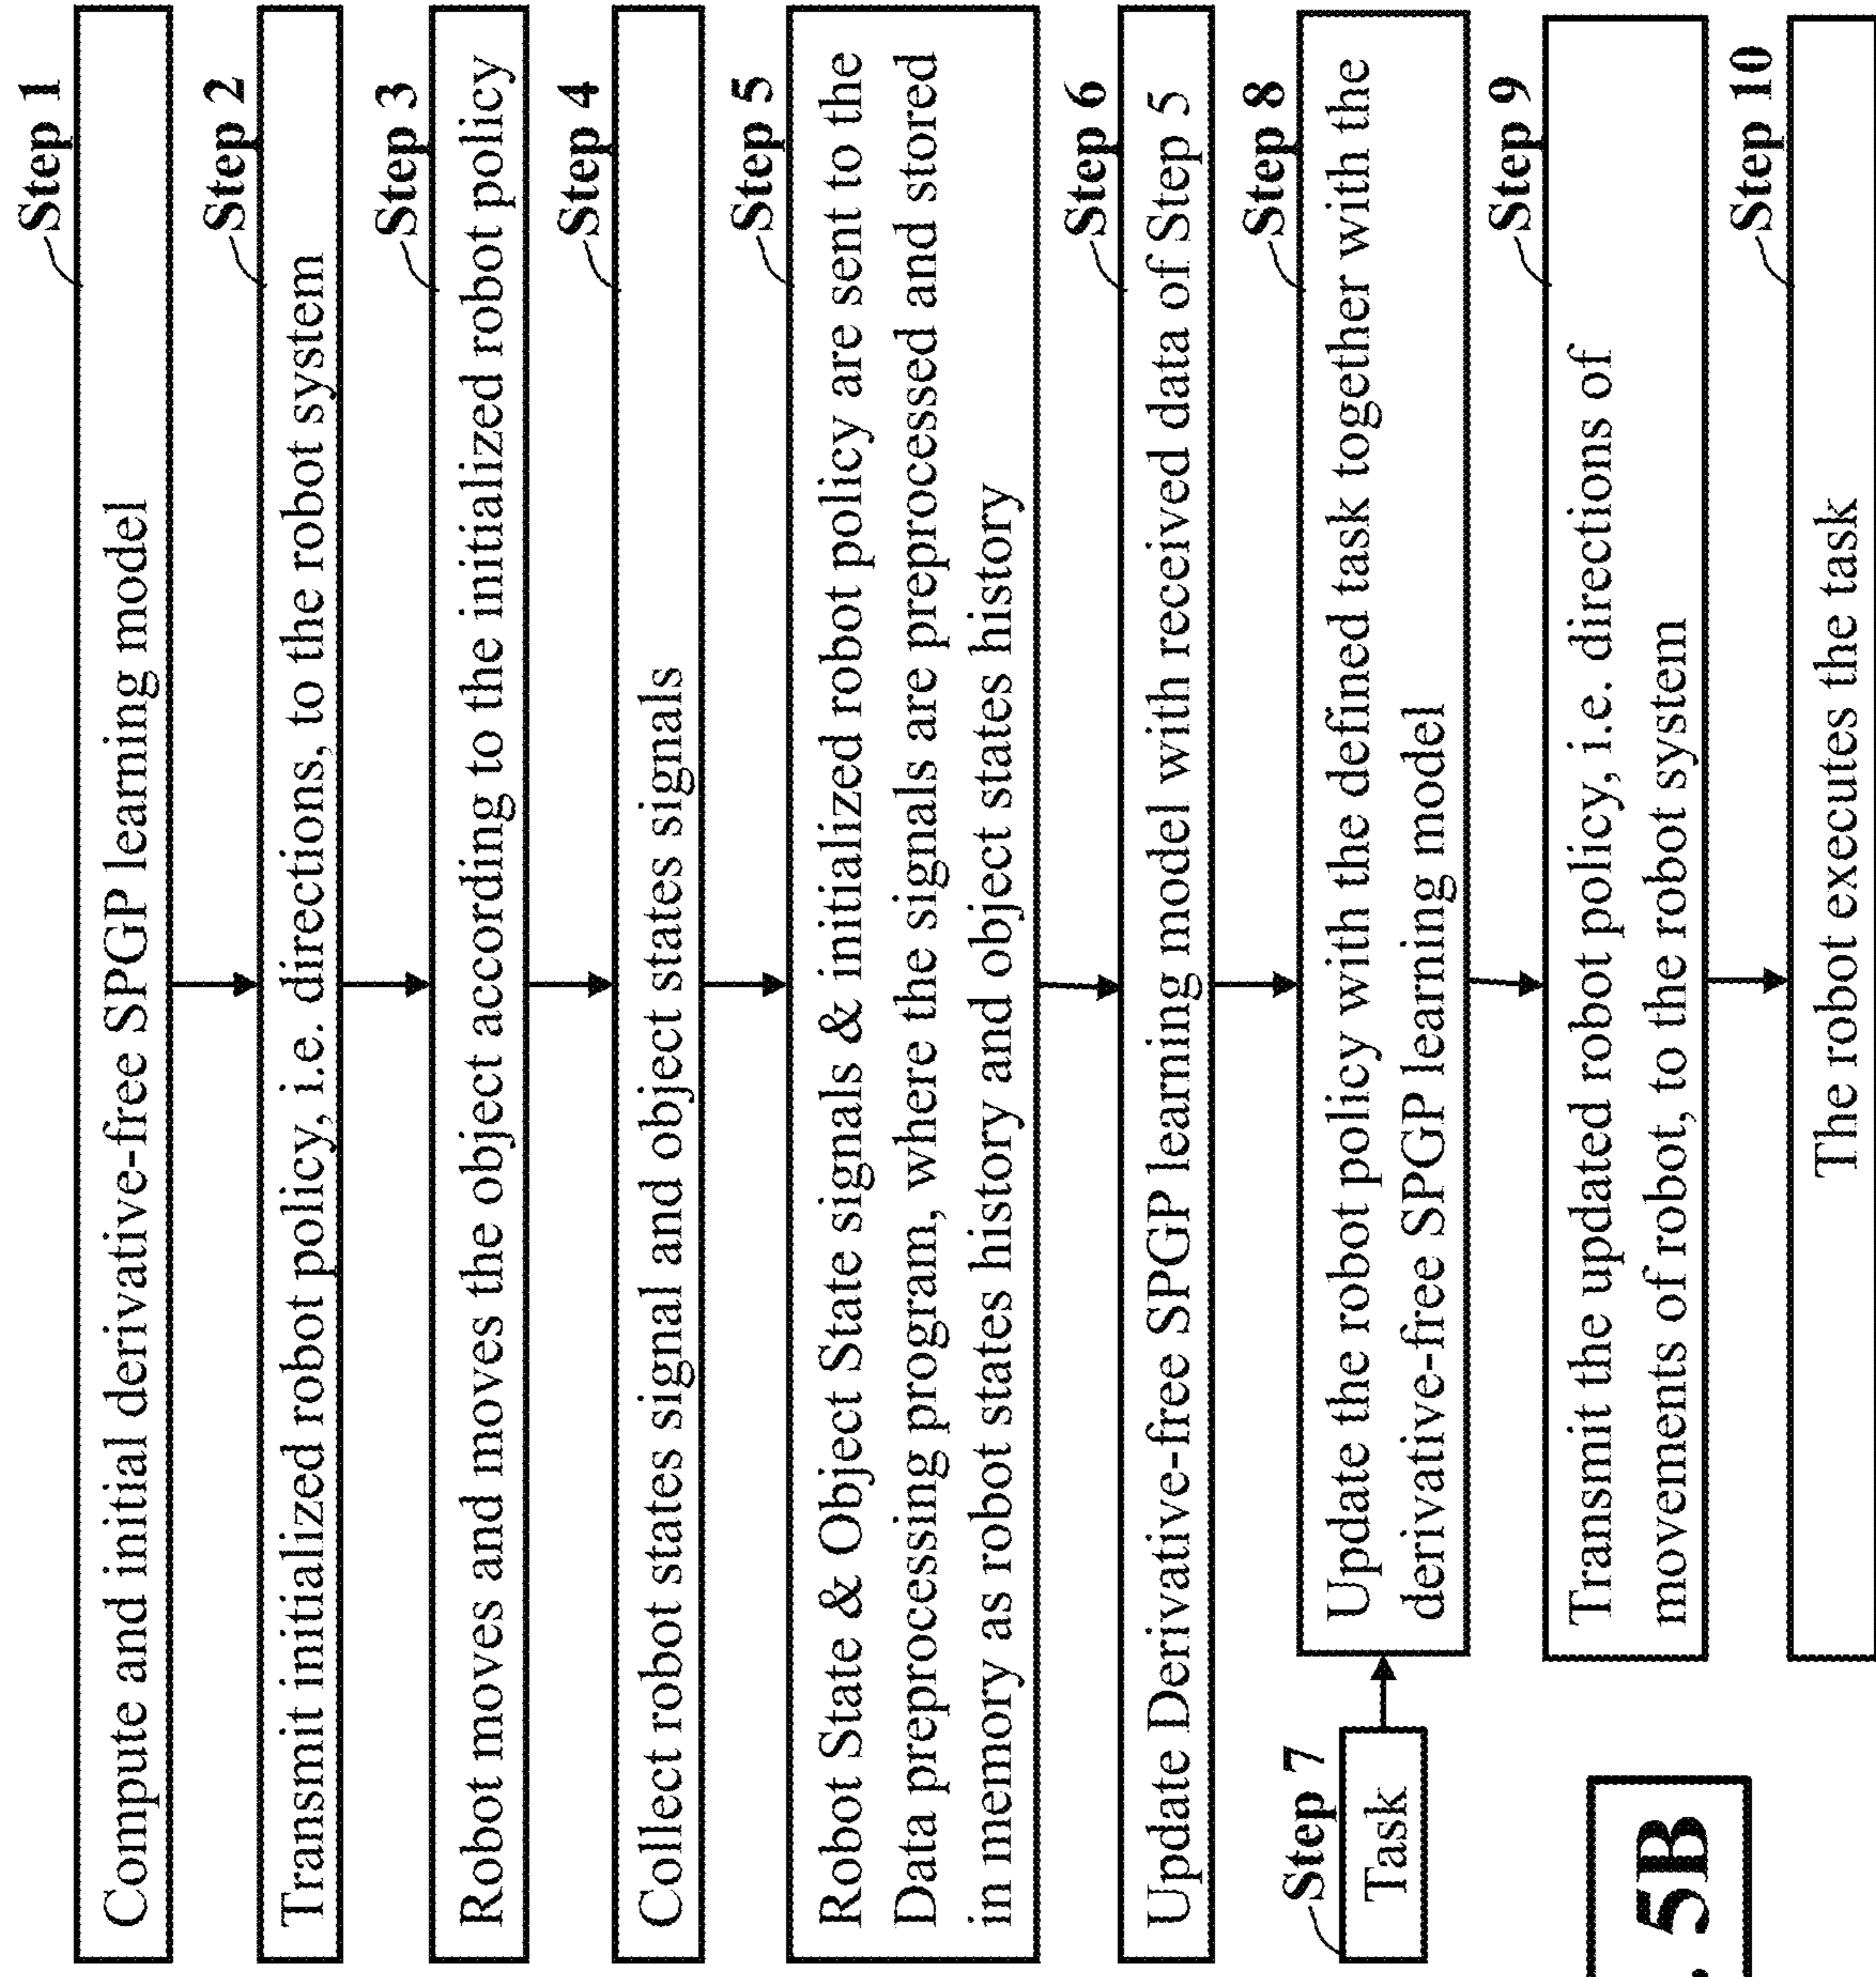 Step 1
Compute and initial derivative-free SPGP learning model
Step 2
Transmit initialized robot policy, i.e. directions, to the robot system
Step 3
Robot moves and moves the object according to the initialized robot policy
Step 4
Collect robot states signal and object states signals
Step 5
Robot State & Object State signals & initialized robot policy are sent to the
Data preprocessing program, where the signals are preprocessed and stored
in memory as robot states history and object states history
Step 6
Update Derivative-free SPGP learning model with received data of Step 5
Step 7
Task
Step 8
Update the robot policy with the defined task together with the
derivative-free SPGP learning model
Step 9
Transmit the updated robot policy, i.e. directions of
movements of robot, to the robot system
Step 10
The robot executes the task
. 5B